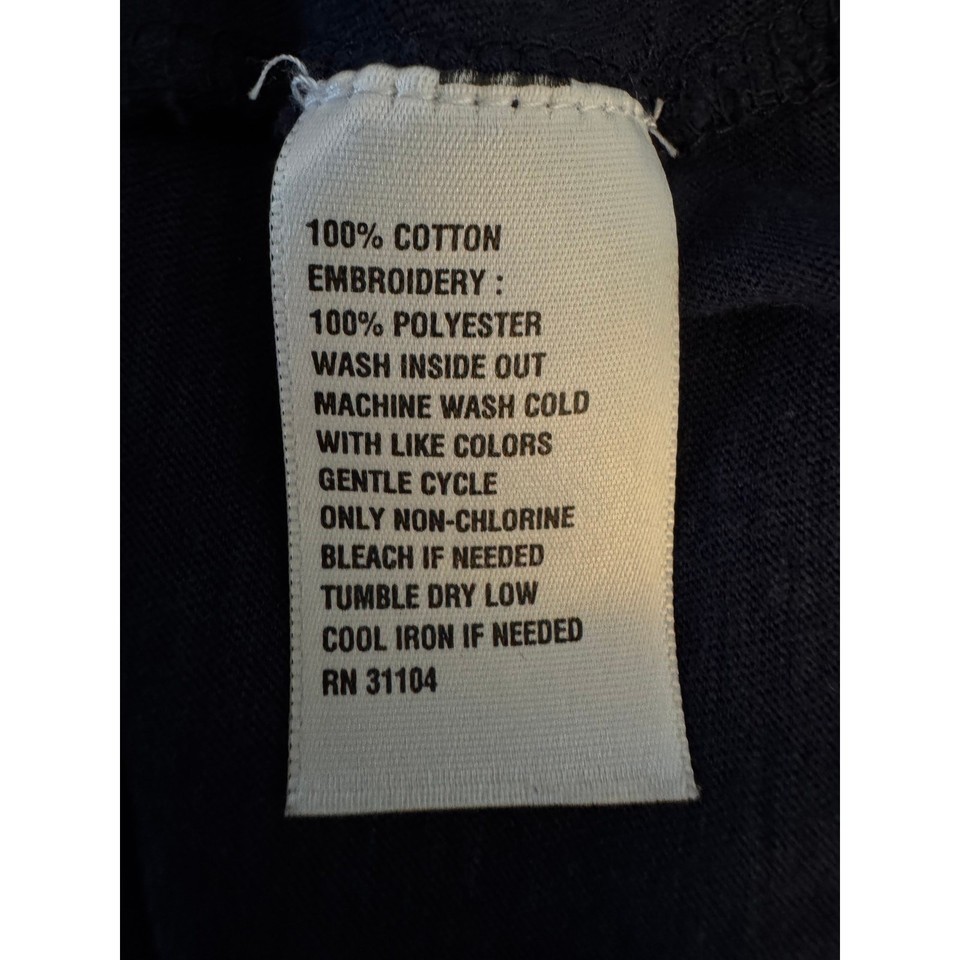 100% COTTON
EMBROIDERY :
100% POLYESTER
WASH INSIDE OUT
MACHINE WASH COLD
WITH LIKE COLORS
GENTLE CYCLE
ONLY NON-CHLORINE
BLEACH IF NEEDED
TUMBLE DRY LOW
COOL IRON IF NEEDED
RN 31104